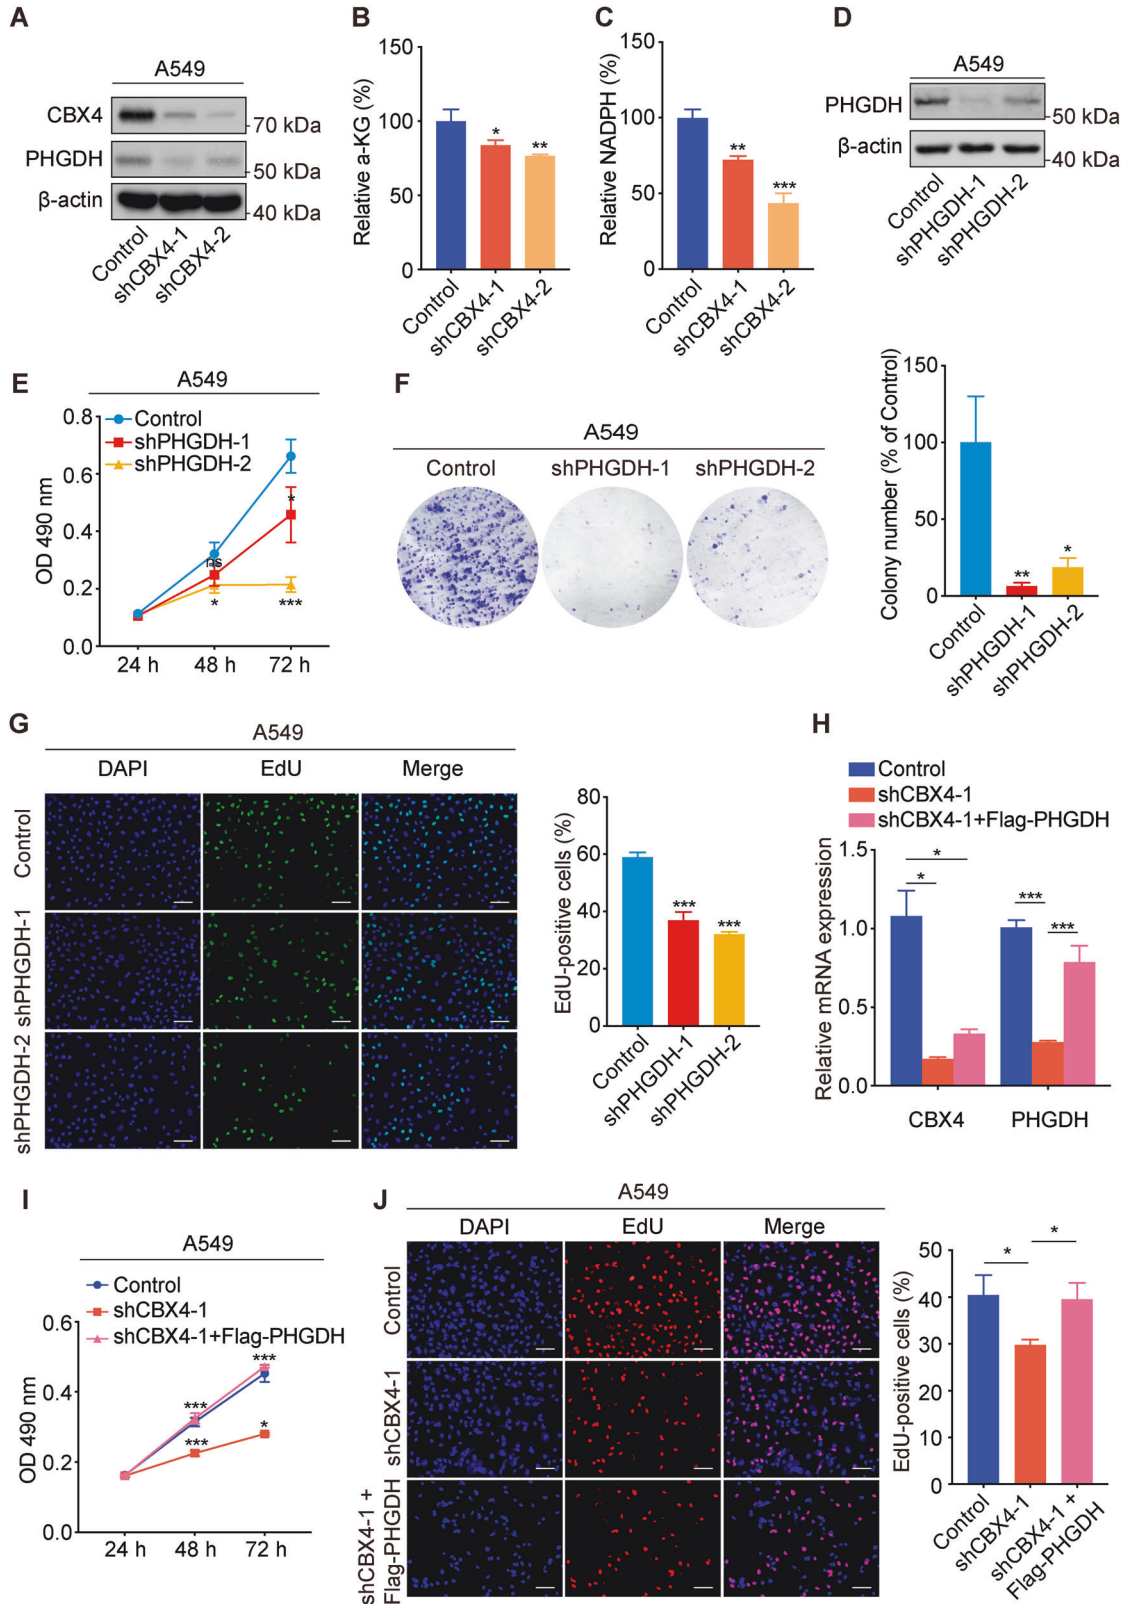 A
A549
CBX4
70 kDa
PHGDH
50 kDa
β-actin
40 kDa
Control
shCBX4-1
shCBX4-2
B
Relative a-KG (%)
150
100
50
0
*
**
Control
shCBX4-1
shCBX4-2
C
Relative NADPH (%)
150
100
50
0
**
***
Control
shCBX4-1
shCBX4-2
D
A549
PHGDH
50 kDa
β-actin
40 kDa
Control
shPHGDH-1
shPHGDH-2
E
A549
Control
shPHGDH-1
shPHGDH-2
OD 490 nm
0.8
0.6
0.4
0.2
0.0
ns
*
*
***
24 h 48 h 72 h
F
A549
Control shPHGDH-1 shPHGDH-2
Colony number (% of Control)
150
100
50
0
**
*
Control
shPHGDH-1
shPHGDH-2
G
A549
DAPI EdU Merge
Control
shPHGDH-1
shPHGDH-2
EdU-positive cells (%)
80
60
40
20
0
***
***
Control
shPHGDH-1
shPHGDH-2
H
Control
shCBX4-1
shCBX4-1+Flag-PHGDH
Relative mRNA expression
1.5
1.0
0.5
0.0
*
*
***
***
CBX4 PHGDH
I
A549
Control
shCBX4-1
shCBX4-1+Flag-PHGDH
OD 490 nm
0.6
0.4
0.2
0.0
***
***
***
*
24 h 48 h 72 h
J
A549
DAPI EdU Merge
Control
shCBX4-1
shCBX4-1 +
Flag-PHGDH
EdU-positive cells (%)
50
40
30
20
10
0
*
*
Control
shCBX4-1
shCBX4-1 +
Flag-PHGDH